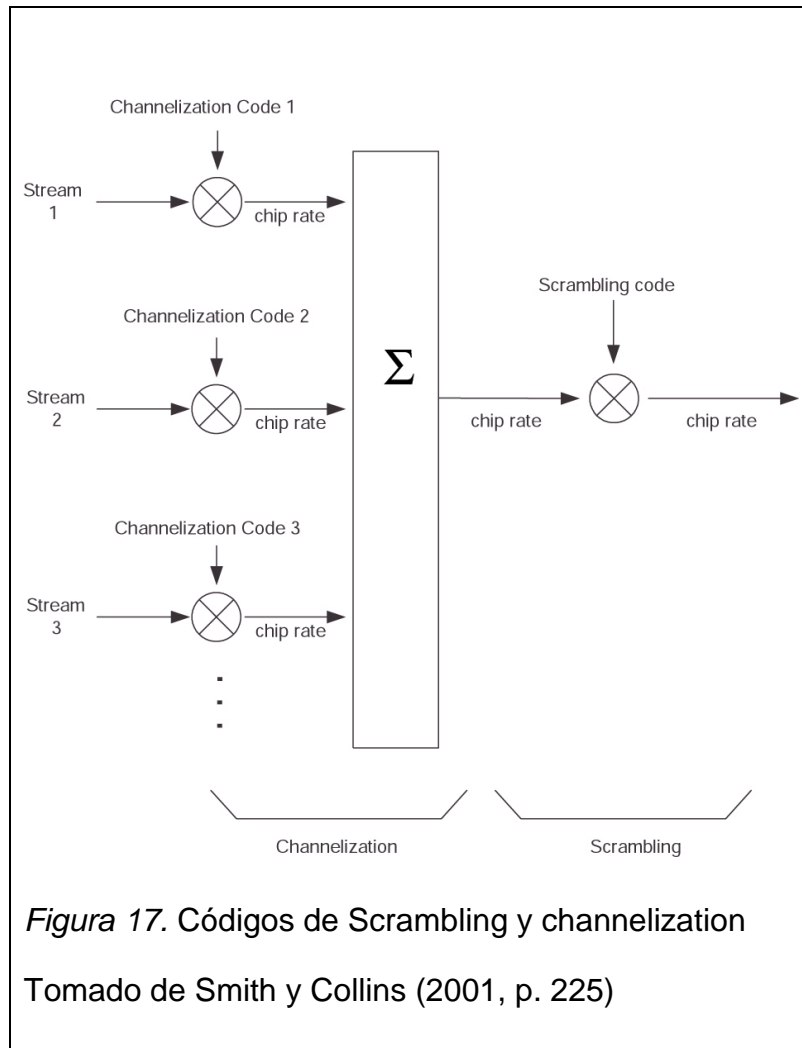 Channelization Code 1
Stream
1
chip rate
Scrambling code
Channelization Code 2
Σ
Stream
2
chip rate
chip rate
chip rate
Channelization Code 3
Stream
3
chip rate
Channelization
Scrambling
Figura 17. Códigos de Scrambling y channelization
Tomado de Smith y Collins (2001, p. 225)